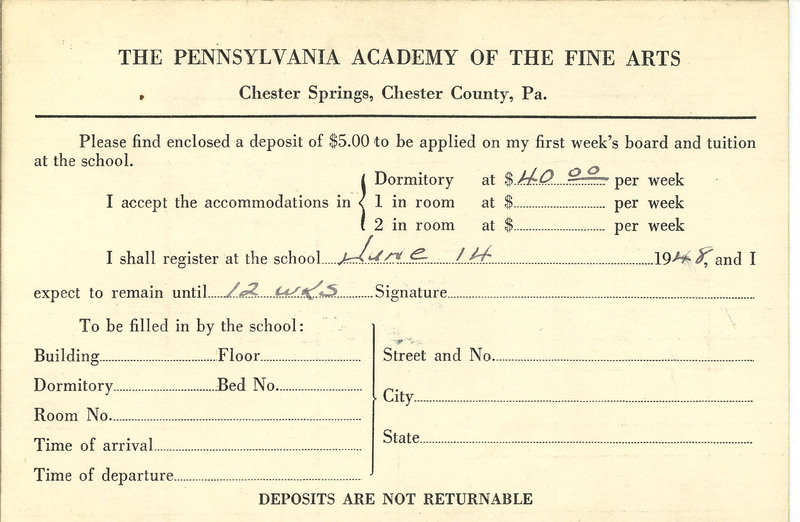 THE PENNSYLVANIA ACADEMY OF THE FINE ARTS
Chester Springs, Chester County, Pa.
Please find enclosed a deposit of $5.00 to be applied on my first week's board and tuition
at the school.
I accept the accommodations in
Dormitory at $ 40 00 per week
1 in room at $ per week
2 in room at $ per week
I shall register at the school June 14 1948, and I
expect to remain until 12 wks Signature
To be filled in by the school:
Building Floor
Dormitory Bed No.
Room No.
Time of arrival
Time of departure
Street and No.
City
State
DEPOSITS ARE NOT RETURNABLE